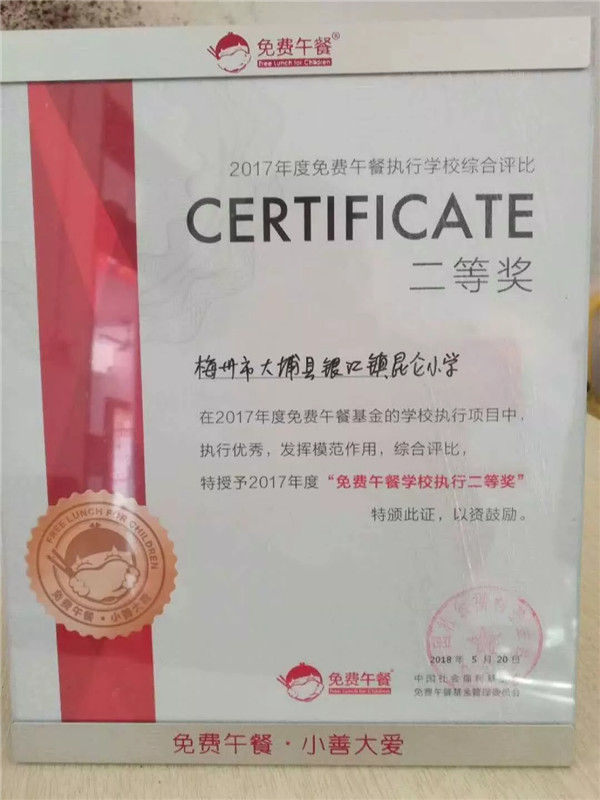 免费午餐®
Free Lunch for Children
2017年度免费午餐执行学校综合评比
CERTIFICATE
二等奖
梅州市大埔县银江镇昆仑小学
在2017年度免费午餐基金的学校执行项目中,
执行优秀,发挥模范作用,综合评比,
特授予2017年度“免费午餐学校执行二等奖”
特颁此证,以资鼓励。
FREE LUNCH FOR CHILDREN
免费午餐·小善大爱
2018年5月20日
免费午餐®
Free Lunch for Children
中国社会福利基金会
免费午餐基金管理委员会
免费午餐·小善大爱